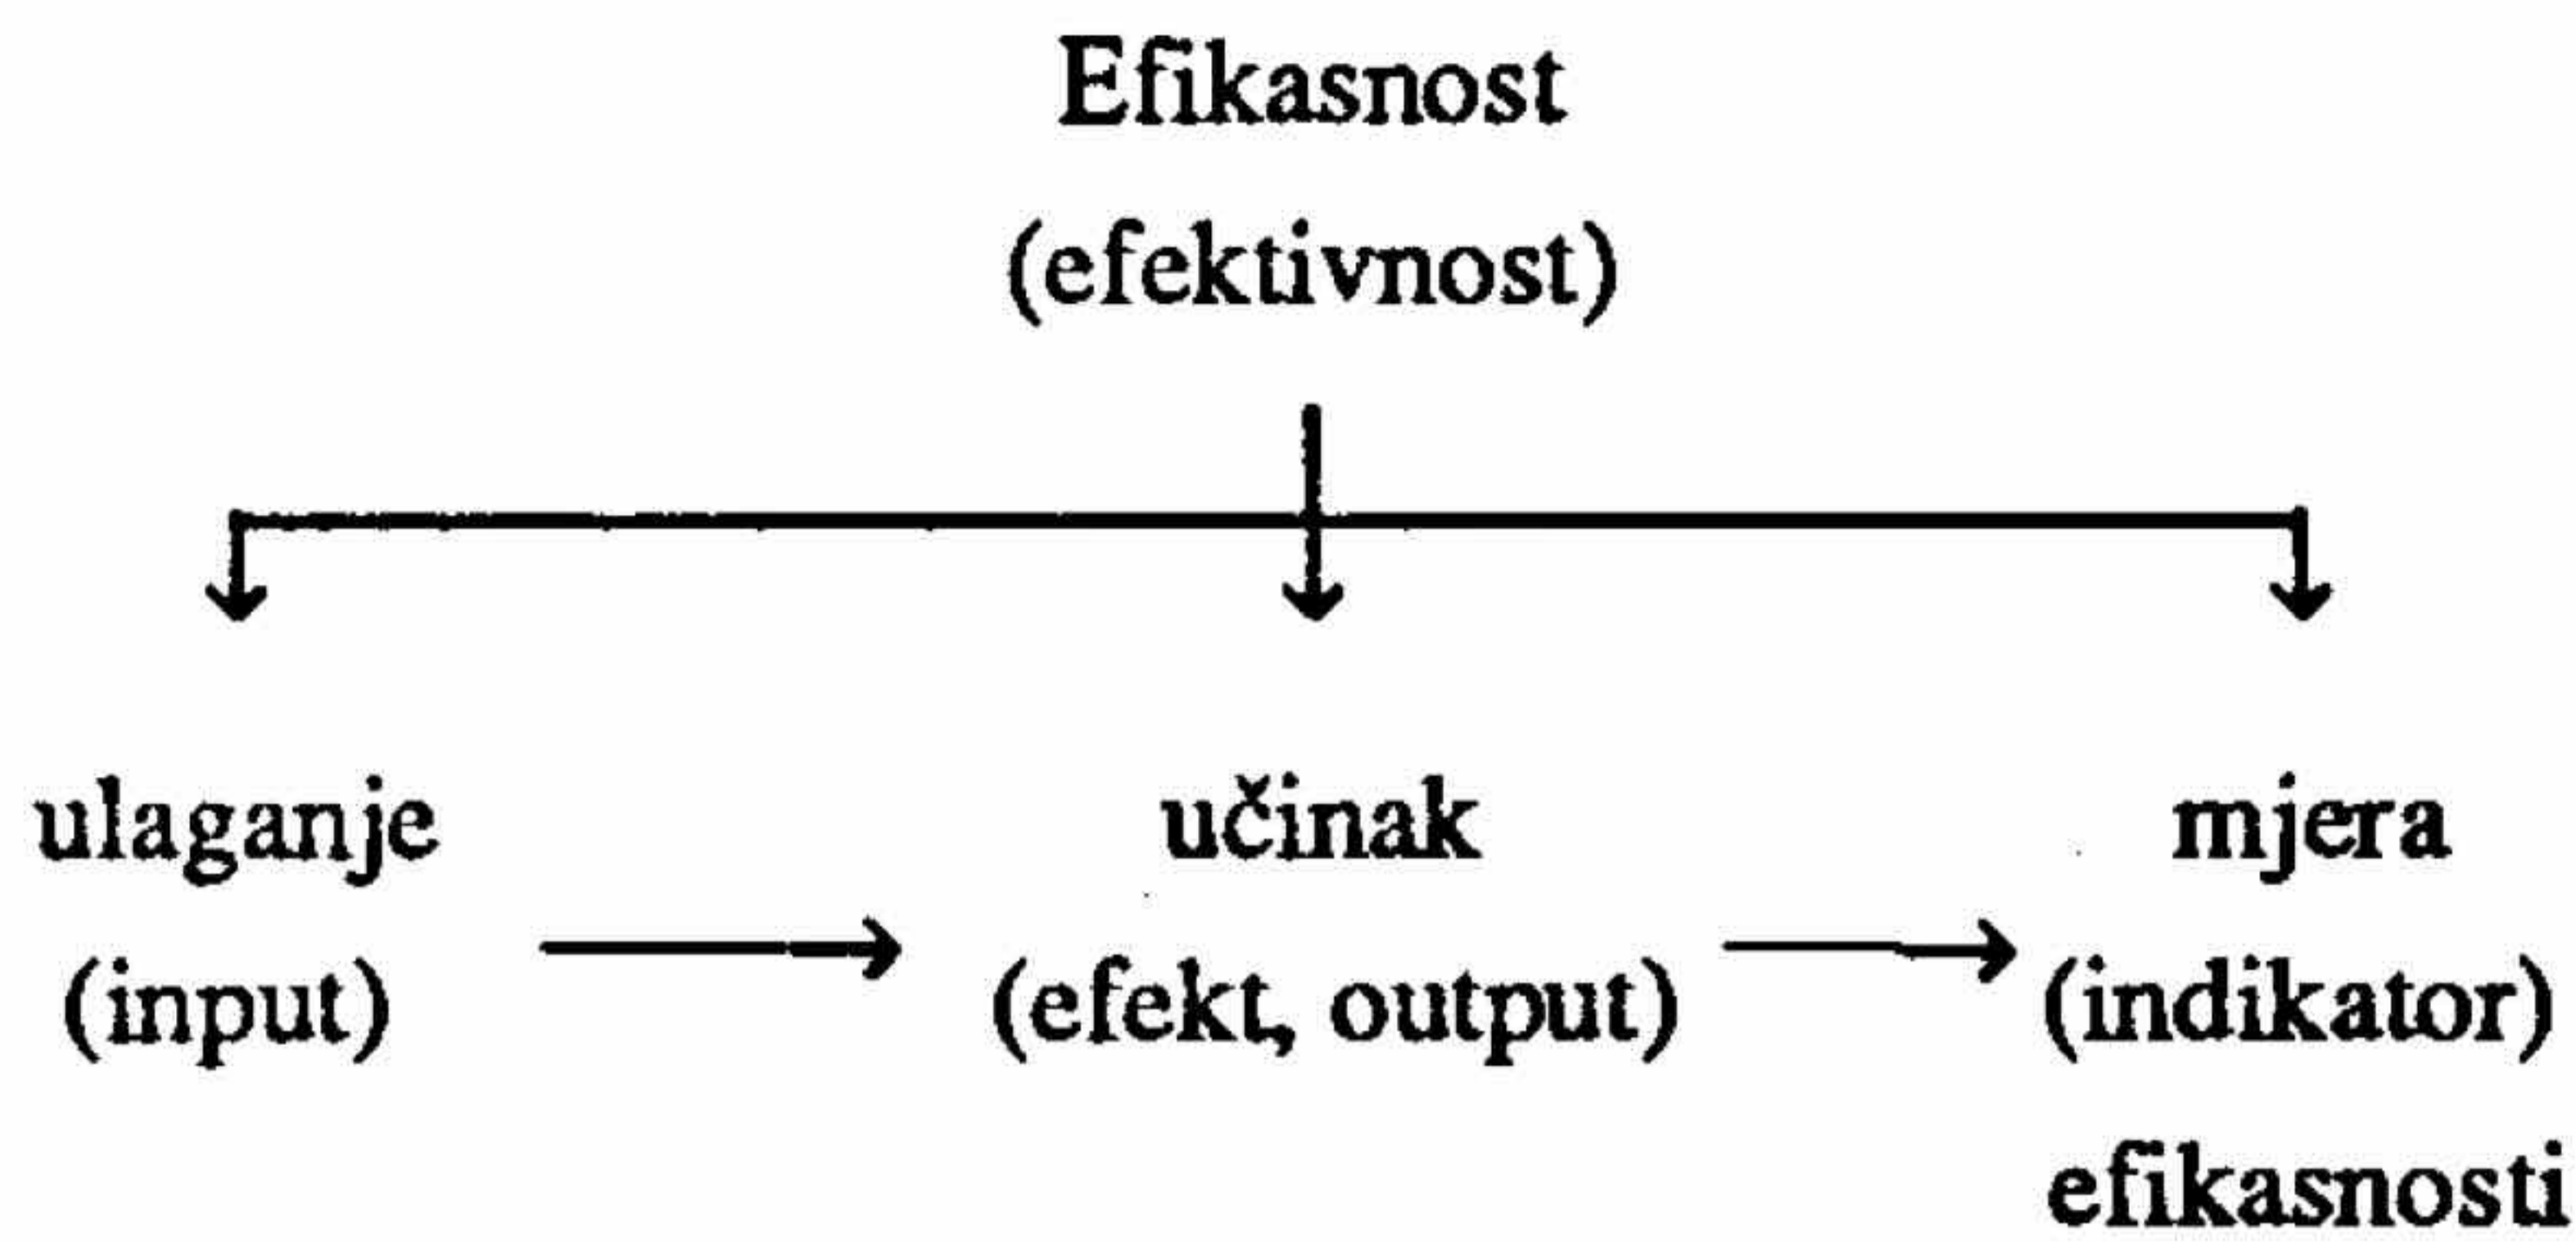 Efikasnost
(efektivnost)
ulaganje
(input)
učinak
(efekt, output)
mjera
(indikator)
efikasnosti